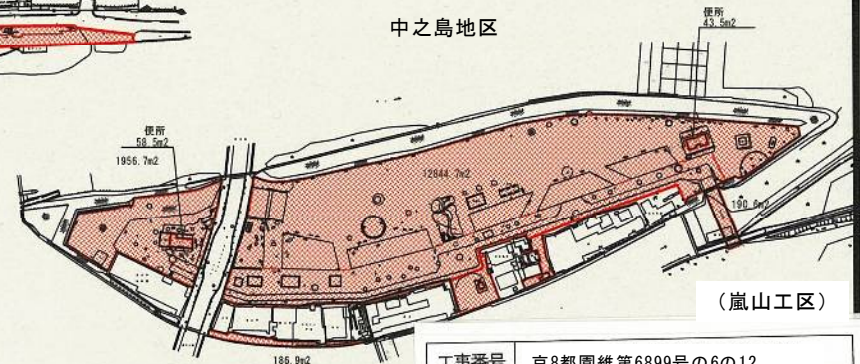 中之島地区
便所
43.5m2
便所
58.5m2
1956.7m2
12844.7m2
190.6m2
186.9m2
(嵐山工区)
工事番号 京8都園維第6899号の6の12